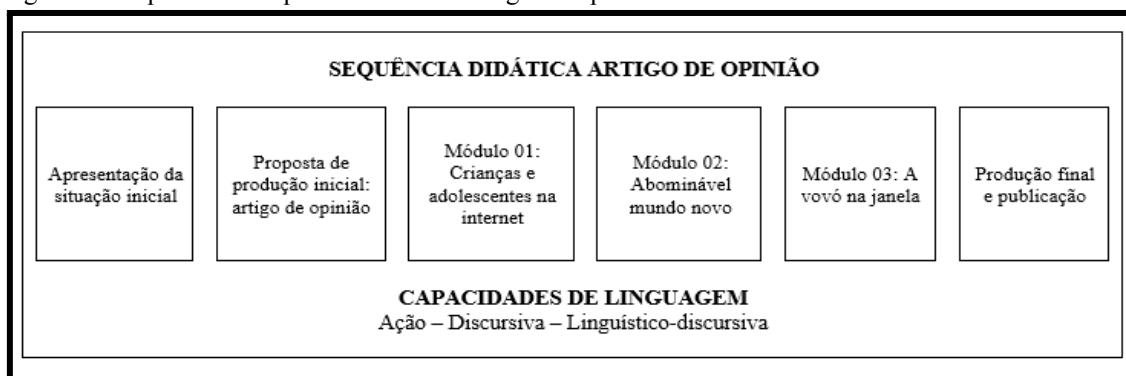 SEQUÊNCIA DIDÁTICA ARTIGO DE OPINIÃO
Apresentação da
situação inicial
Proposta de
produção inicial:
artigo de opinião
Módulo 01:
Crianças e
adolescentes na
internet
Módulo 02:
Abominável
mundo novo
Módulo 03: A
vovó na janela
Produção final
e publicação
CAPACIDADES DE LINGUAGEM
Ação – Discursiva – Linguístico-discursiva